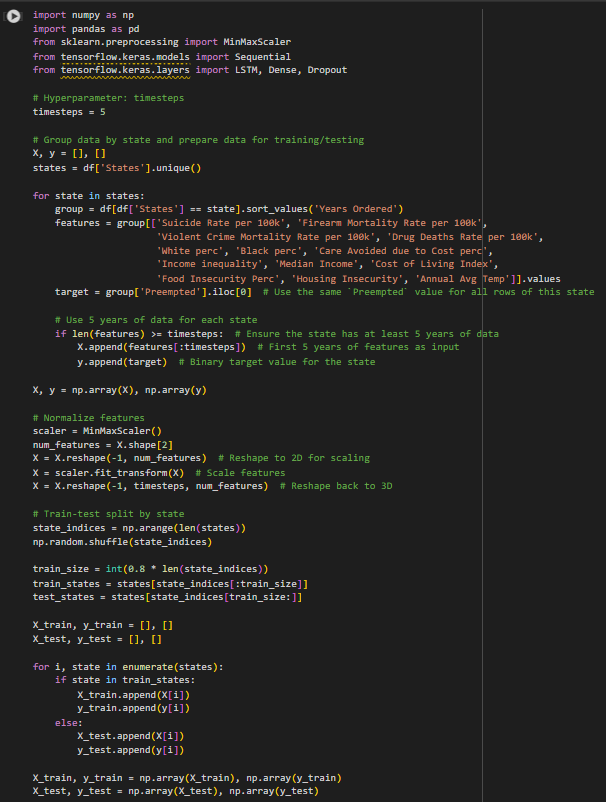 import numpy as np
import pandas as pd
from sklearn.preprocessing import MinMaxScaler
from tensorflow.keras.models import Sequential
from tensorflow.keras.layers import LSTM, Dense, Dropout

# Hyperparameter: timesteps
timesteps = 5

# Group data by state and prepare data for training/testing
X, y = [], []
states = df['States'].unique()

for state in states:
    group = df[df['States'] == state].sort_values('Years Ordered')
    features = group[['Suicide Rate per 100k', 'Firearm Mortality Rate per 100k',
                      'Violent Crime Mortality Rate per 100k', 'Drug Deaths Rate per 100k',
                      'White perc', 'Black perc', 'Care Avoided due to Cost perc',
                      'Income inequality', 'Median Income', 'Cost of Living Index',
                      'Food Insecurity Perc', 'Housing Insecurity', 'Annual Avg Temp']].values
    target = group['Preempted'].iloc[0]  # Use the same `Preempted` value for all rows of this state

    # Use 5 years of data for each state
    if len(features) >= timesteps:  # Ensure the state has at least 5 years of data
        X.append(features[:timesteps])  # First 5 years of features as input
        y.append(target)  # Binary target value for the state

X, y = np.array(X), np.array(y)

# Normalize features
scaler = MinMaxScaler()
num_features = X.shape[2]
X = X.reshape(-1, num_features)  # Reshape to 2D for scaling
X = scaler.fit_transform(X)  # Scale features
X = X.reshape(-1, timesteps, num_features)  # Reshape back to 3D

# Train-test split by state
state_indices = np.arange(len(states))
np.random.shuffle(state_indices)

train_size = int(0.8 * len(state_indices))
train_states = states[state_indices[:train_size]]
test_states = states[state_indices[train_size:]]

X_train, y_train = [], []
X_test, y_test = [], []

for i, state in enumerate(states):
    if state in train_states:
        X_train.append(X[i])
        y_train.append(y[i])
    else:
        X_test.append(X[i])
        y_test.append(y[i])

X_train, y_train = np.array(X_train), np.array(y_train)
X_test, y_test = np.array(X_test), np.array(y_test)